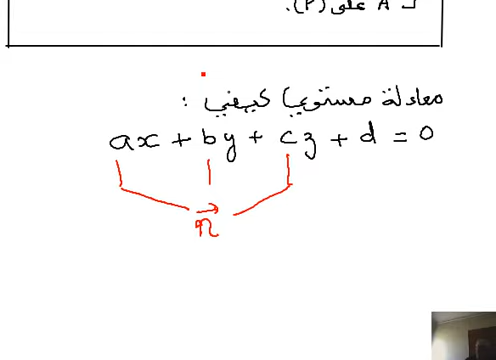 A على (P).
معادلة مستوي كيفي :
ax + by + cz + d = 0
n⃗